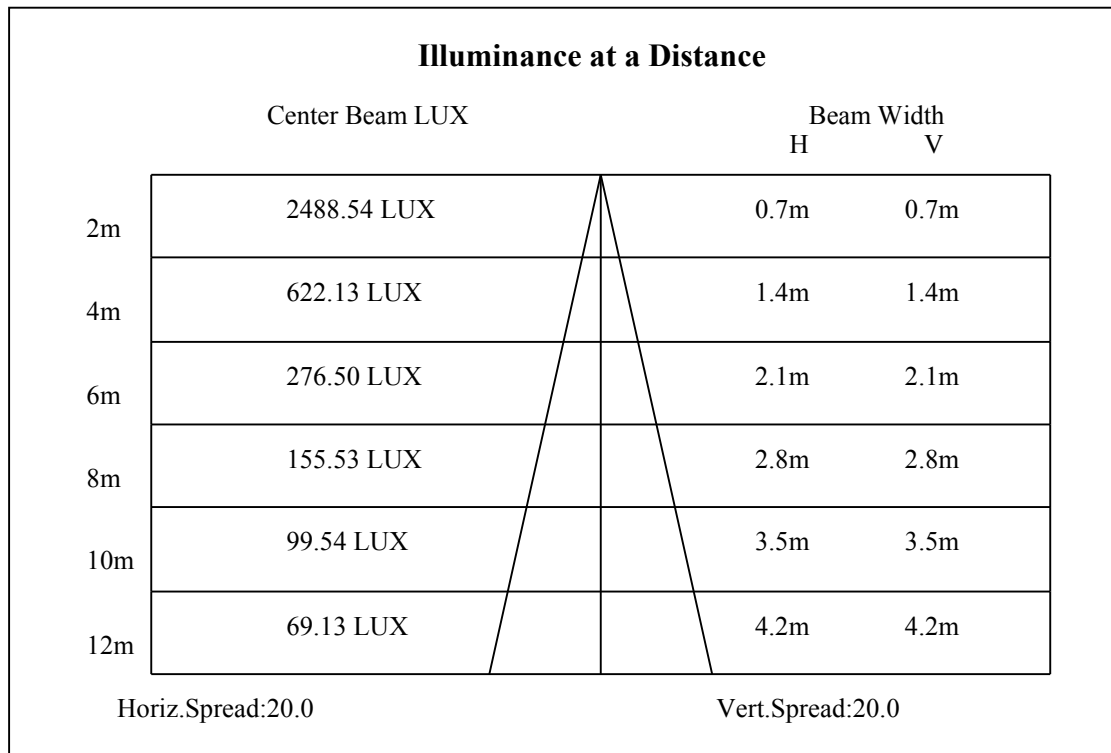 Illuminance at a Distance
Center Beam LUX Beam Width
H V
2m 2488.54 LUX 0.7m 0.7m
4m 622.13 LUX 1.4m 1.4m
6m 276.50 LUX 2.1m 2.1m
8m 155.53 LUX 2.8m 2.8m
10m 99.54 LUX 3.5m 3.5m
12m 69.13 LUX 4.2m 4.2m
Horiz.Spread:20.0 Vert.Spread:20.0